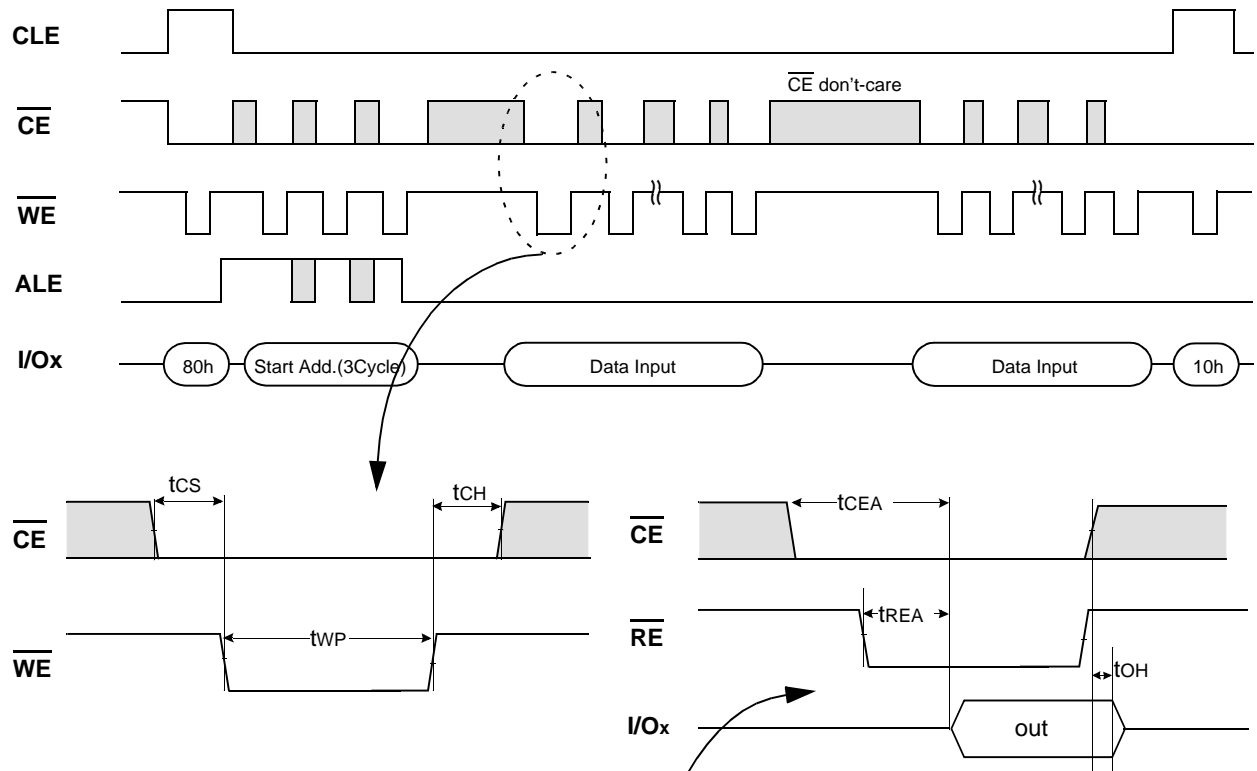 CLE
CE don't-care
CE
WE
ALE
I/Ox
80h
Start Add.(3Cycle)
Data Input
Data Input
10h
tCS
tCH
CE
tWP
WE
tCEA
CE
tREA
RE
tOH
I/Ox
out